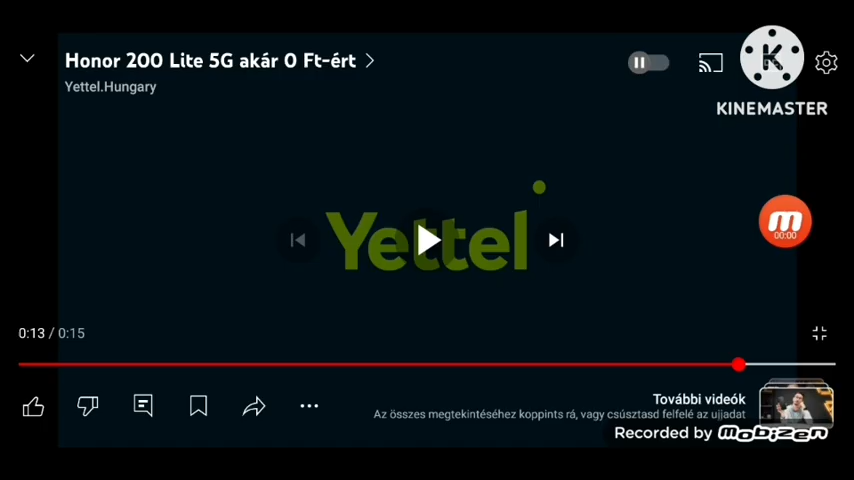 Honor 200 Lite 5G akár 0 Ft-ért
Yettel.Hungary
K
KINEMASTER
Yettel
m
00:00
0:13 / 0:15
További videók
Az összes megtekintéséhez koppints rá, vagy csúsztasd felfelé az ujjadat
Recorded by mobizen